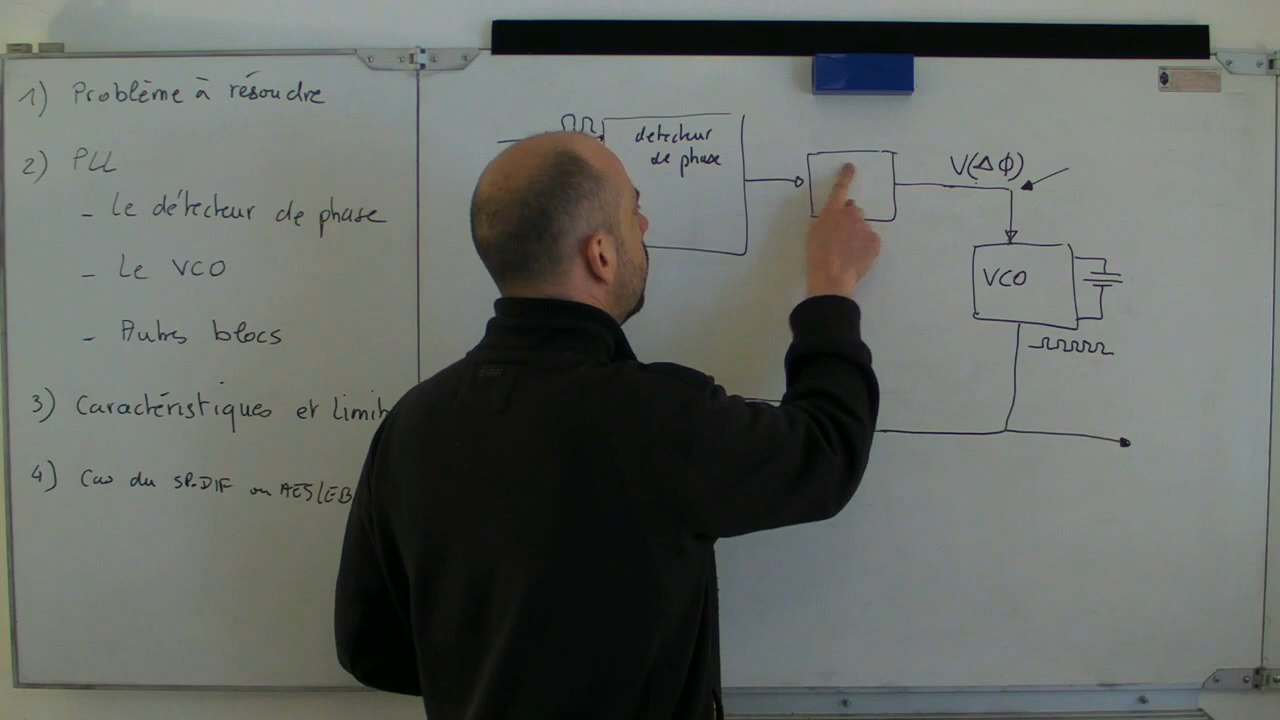 1) Problème à résoudre
2) PLL
- Le détecteur de phase
- Le VCO
- Autres blocs
3) Caractéristiques et limit
4) Cas du SP-DIF ou AES/EB
détecteur
de phase
V(ΔΦ)
VCO